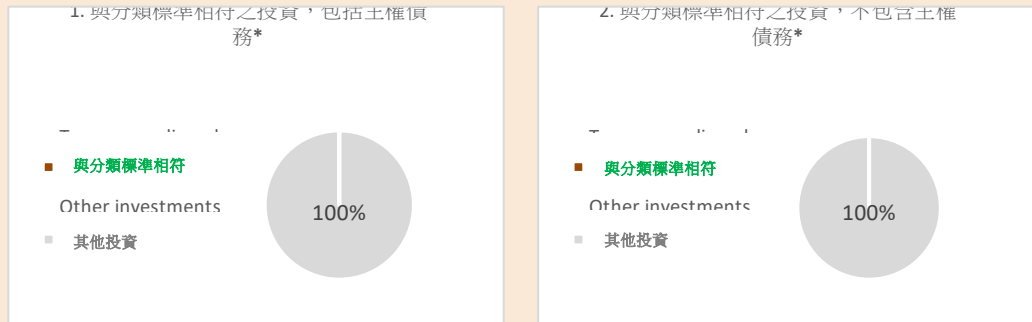 1. 與分類標準相符之投資，包括主權債
務*
與分類標準相符
Other investments
其他投資
100%
2. 與分類標準相符之投資，不包含主權
債務*
與分類標準相符
Other investments
其他投資
100%